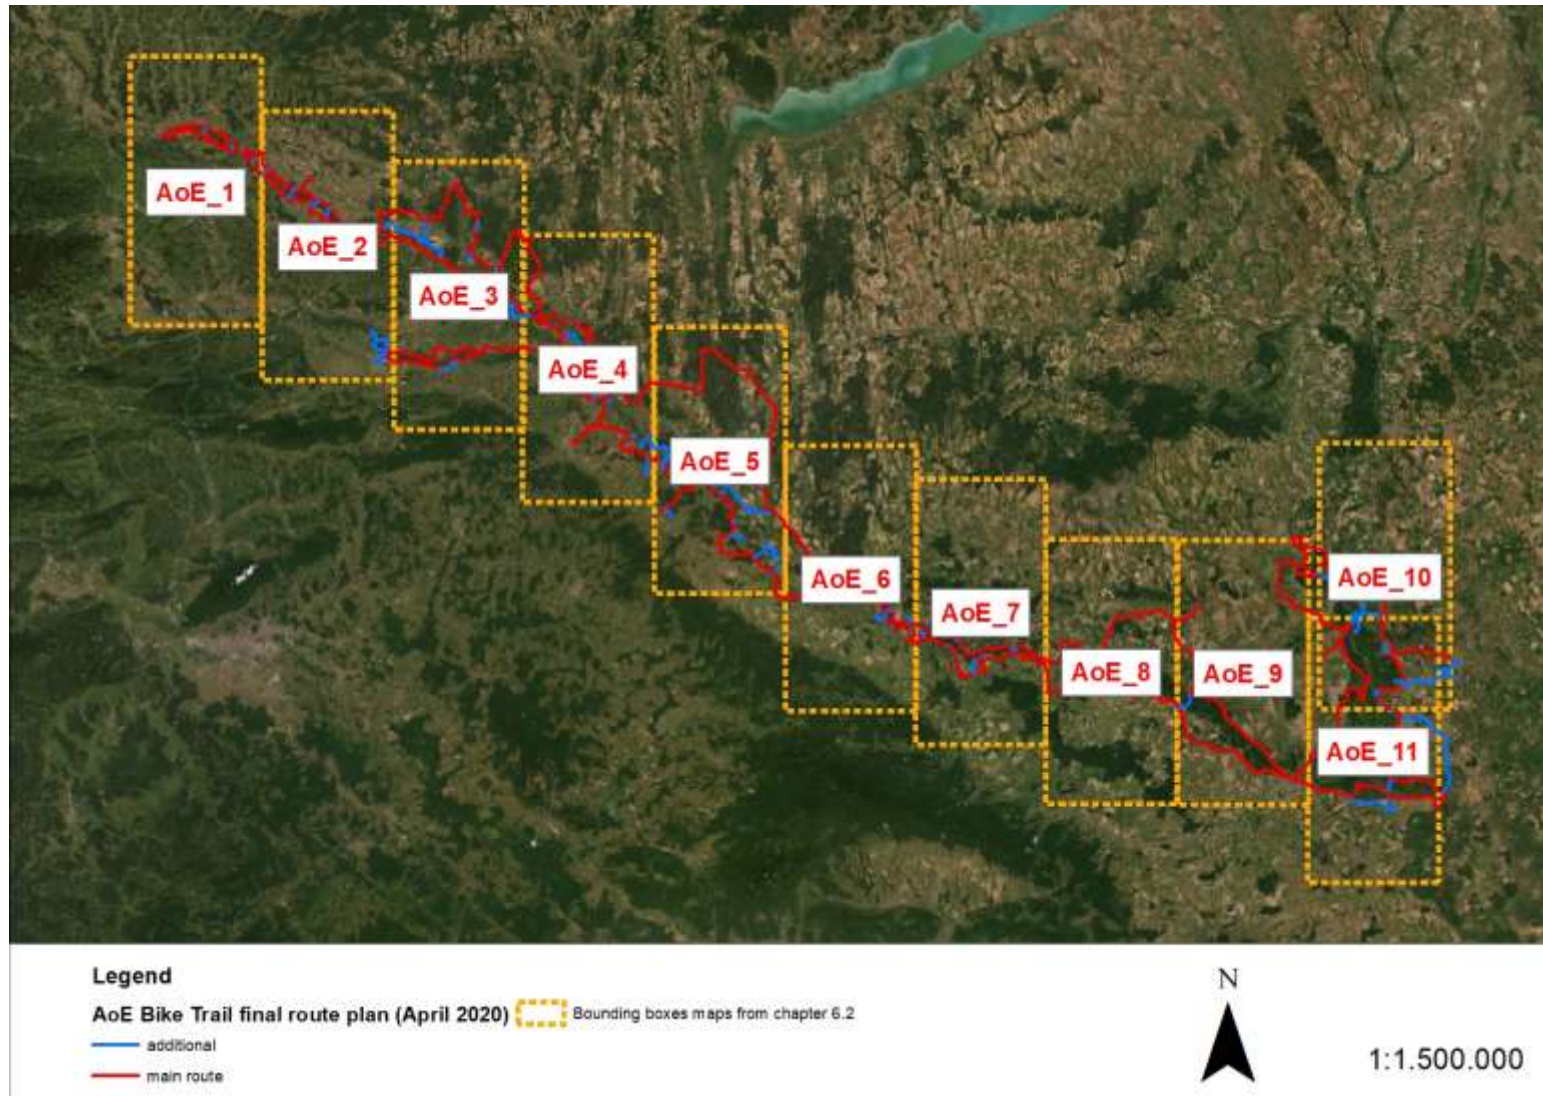 AoE_1
AoE_2
AoE_3
AoE_4
AoE_5
AoE_6
AoE_7
AoE_8
AoE_9
AoE_10
AoE_11
Legend
AoE Bike Trail final route plan (April 2020)
Bounding boxes maps from chapter 6.2
additional
main route
N
1:1.500.000